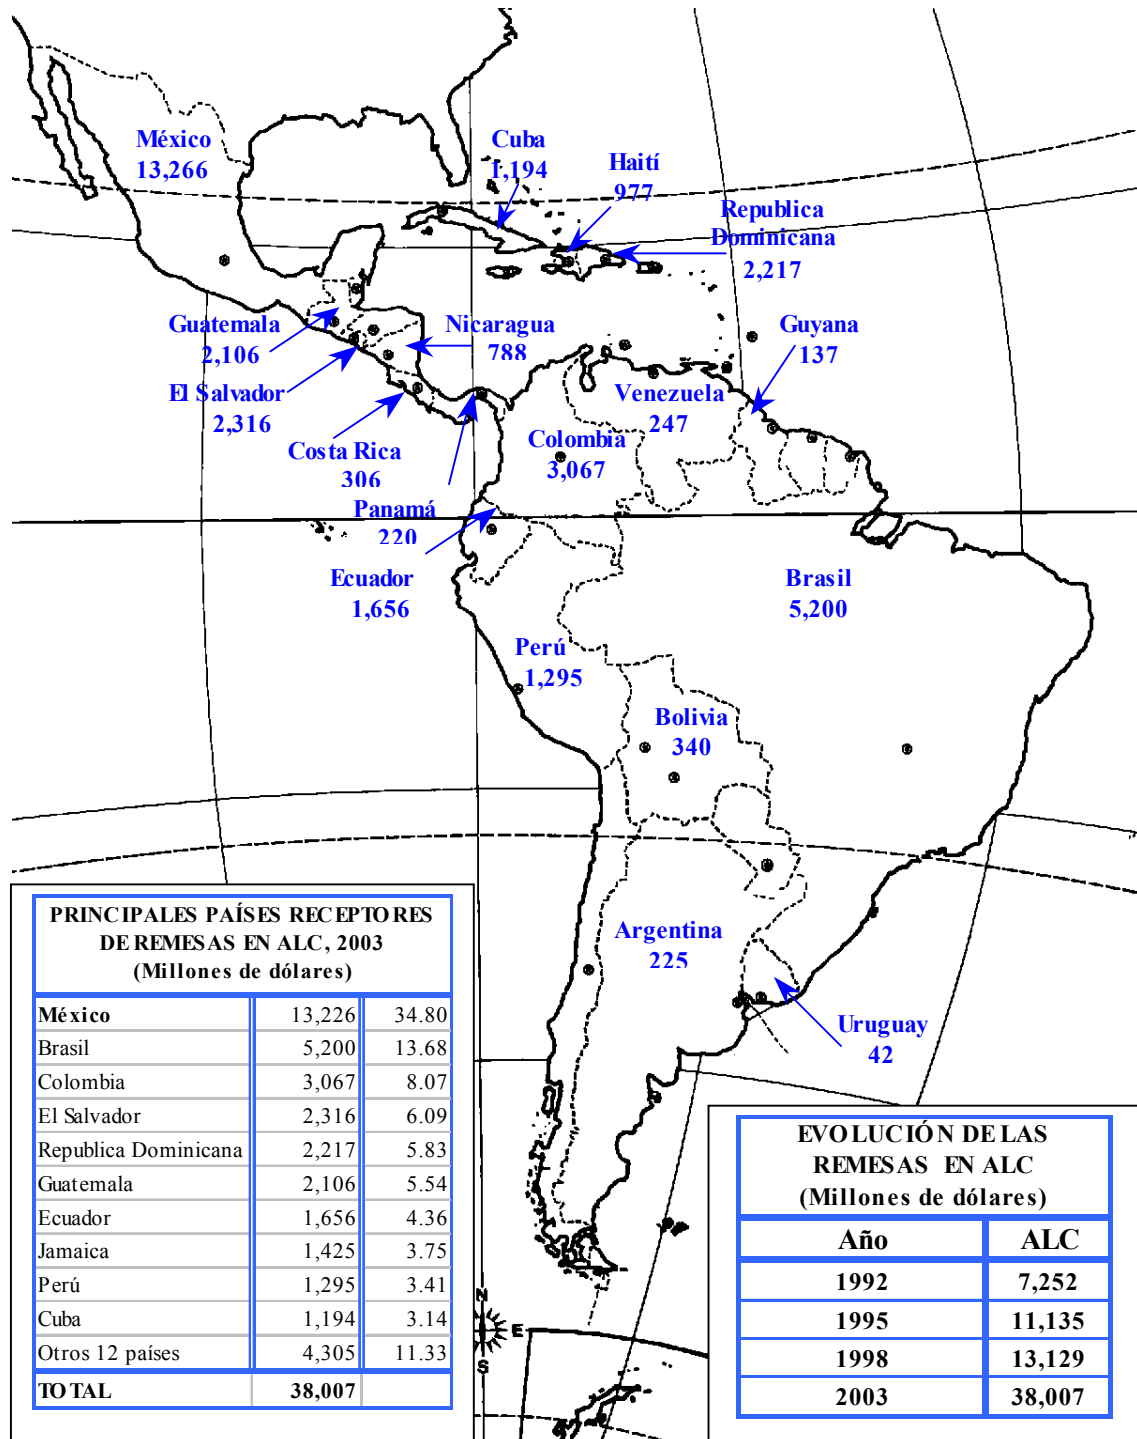 México
13,266
Cuba
1,194
Haití
977
Republica
Dominicana
2,217
Guatemala
2,106
Nicaragua
788
Guyana
137
El Salvador
2,316
Venezuela
247
Costa Rica
306
Colombia
3,067
Panamá
220
Ecuador
1,656
Brasil
5,200
Perú
1,295
Bolivia
340
Argentina
225
Uruguay
42
N
E
S
PRINCIPALES PAÍSES RECEPTORES
DE REMESAS EN ALC, 2003
(Millones de dólares)
México 13,226 34.80
Brasil 5,200 13.68
Colombia 3,067 8.07
El Salvador 2,316 6.09
Republica Dominicana 2,217 5.83
Guatemala 2,106 5.54
Ecuador 1,656 4.36
Jamaica 1,425 3.75
Perú 1,295 3.41
Cuba 1,194 3.14
Otros 12 países 4,305 11.33
TOTAL 38,007
EVOLUCIÓN DE LAS
REMESAS EN ALC
(Millones de dólares)
Año ALC
1992 7,252
1995 11,135
1998 13,129
2003 38,007